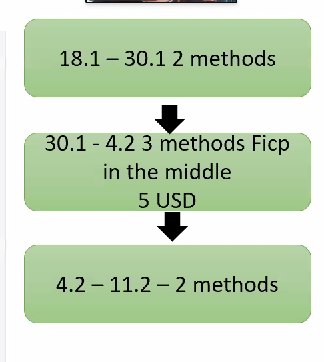 18.1 – 30.1 2 methods
30.1 - 4.2 3 methods Ficp
in the middle
5 USD
4.2 – 11.2 – 2 methods